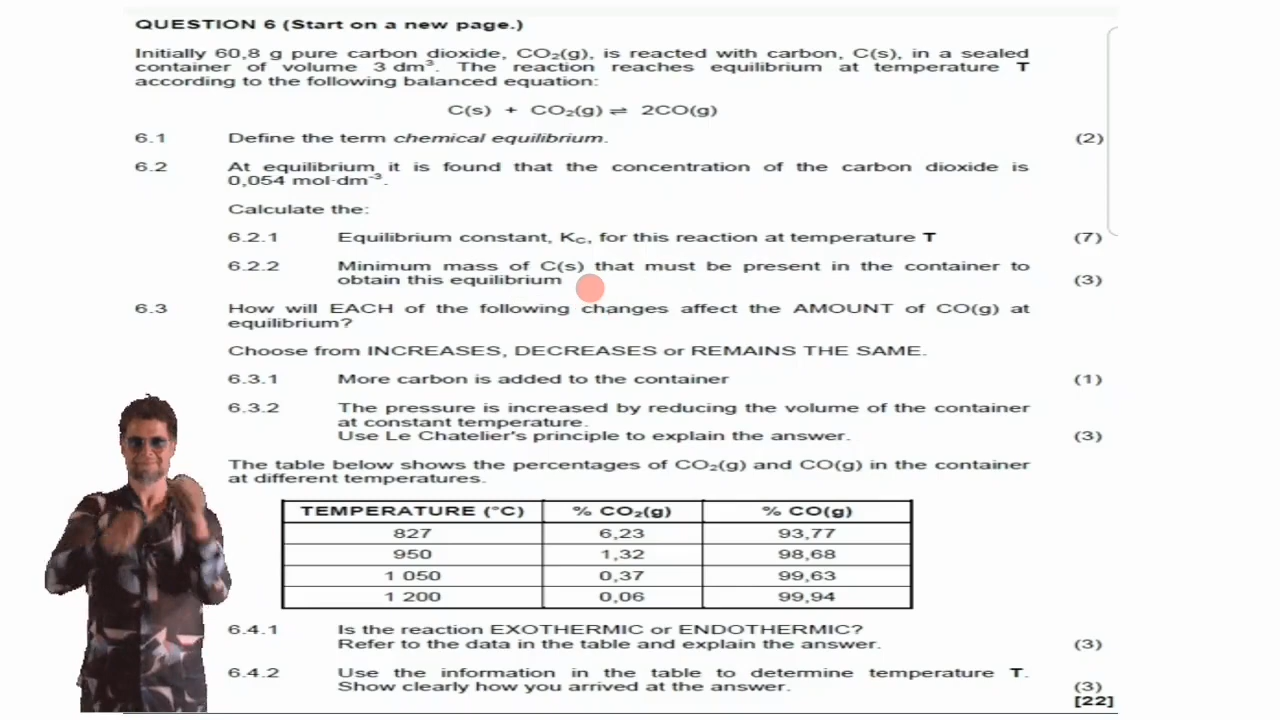 QUESTION 6 (Start on a new page.)
Initially 60,8 g pure carbon dioxide, CO₂(g), is reacted with carbon, C(s), in a sealed
container of volume 3 dm³. The reaction reaches equilibrium at temperature T
according to the following balanced equation:
C(s) + CO₂(g) ⇌ 2CO(g)
6.1 Define the term chemical equilibrium. (2)
6.2 At equilibrium it is found that the concentration of the carbon dioxide is
0,054 mol·dm⁻³.
Calculate the:
6.2.1 Equilibrium constant, KC, for this reaction at temperature T (7)
6.2.2 Minimum mass of C(s) that must be present in the container to
obtain this equilibrium (3)
6.3 How will EACH of the following changes affect the AMOUNT of CO(g) at
equilibrium?
Choose from INCREASES, DECREASES or REMAINS THE SAME.
6.3.1 More carbon is added to the container (1)
6.3.2 The pressure is increased by reducing the volume of the container
at constant temperature.
Use Le Chatelier's principle to explain the answer. (3)
The table below shows the percentages of CO₂(g) and CO(g) in the container
at different temperatures.
TEMPERATURE (°C) % CO₂(g) % CO(g)
827 6,23 93,77
950 1,32 98,68
1 050 0,37 99,63
1 200 0,06 99,94
6.4.1 Is the reaction EXOTHERMIC or ENDOTHERMIC?
Refer to the data in the table and explain the answer. (3)
6.4.2 Use the information in the table to determine temperature T.
Show clearly how you arrived at the answer. (3)
[22]